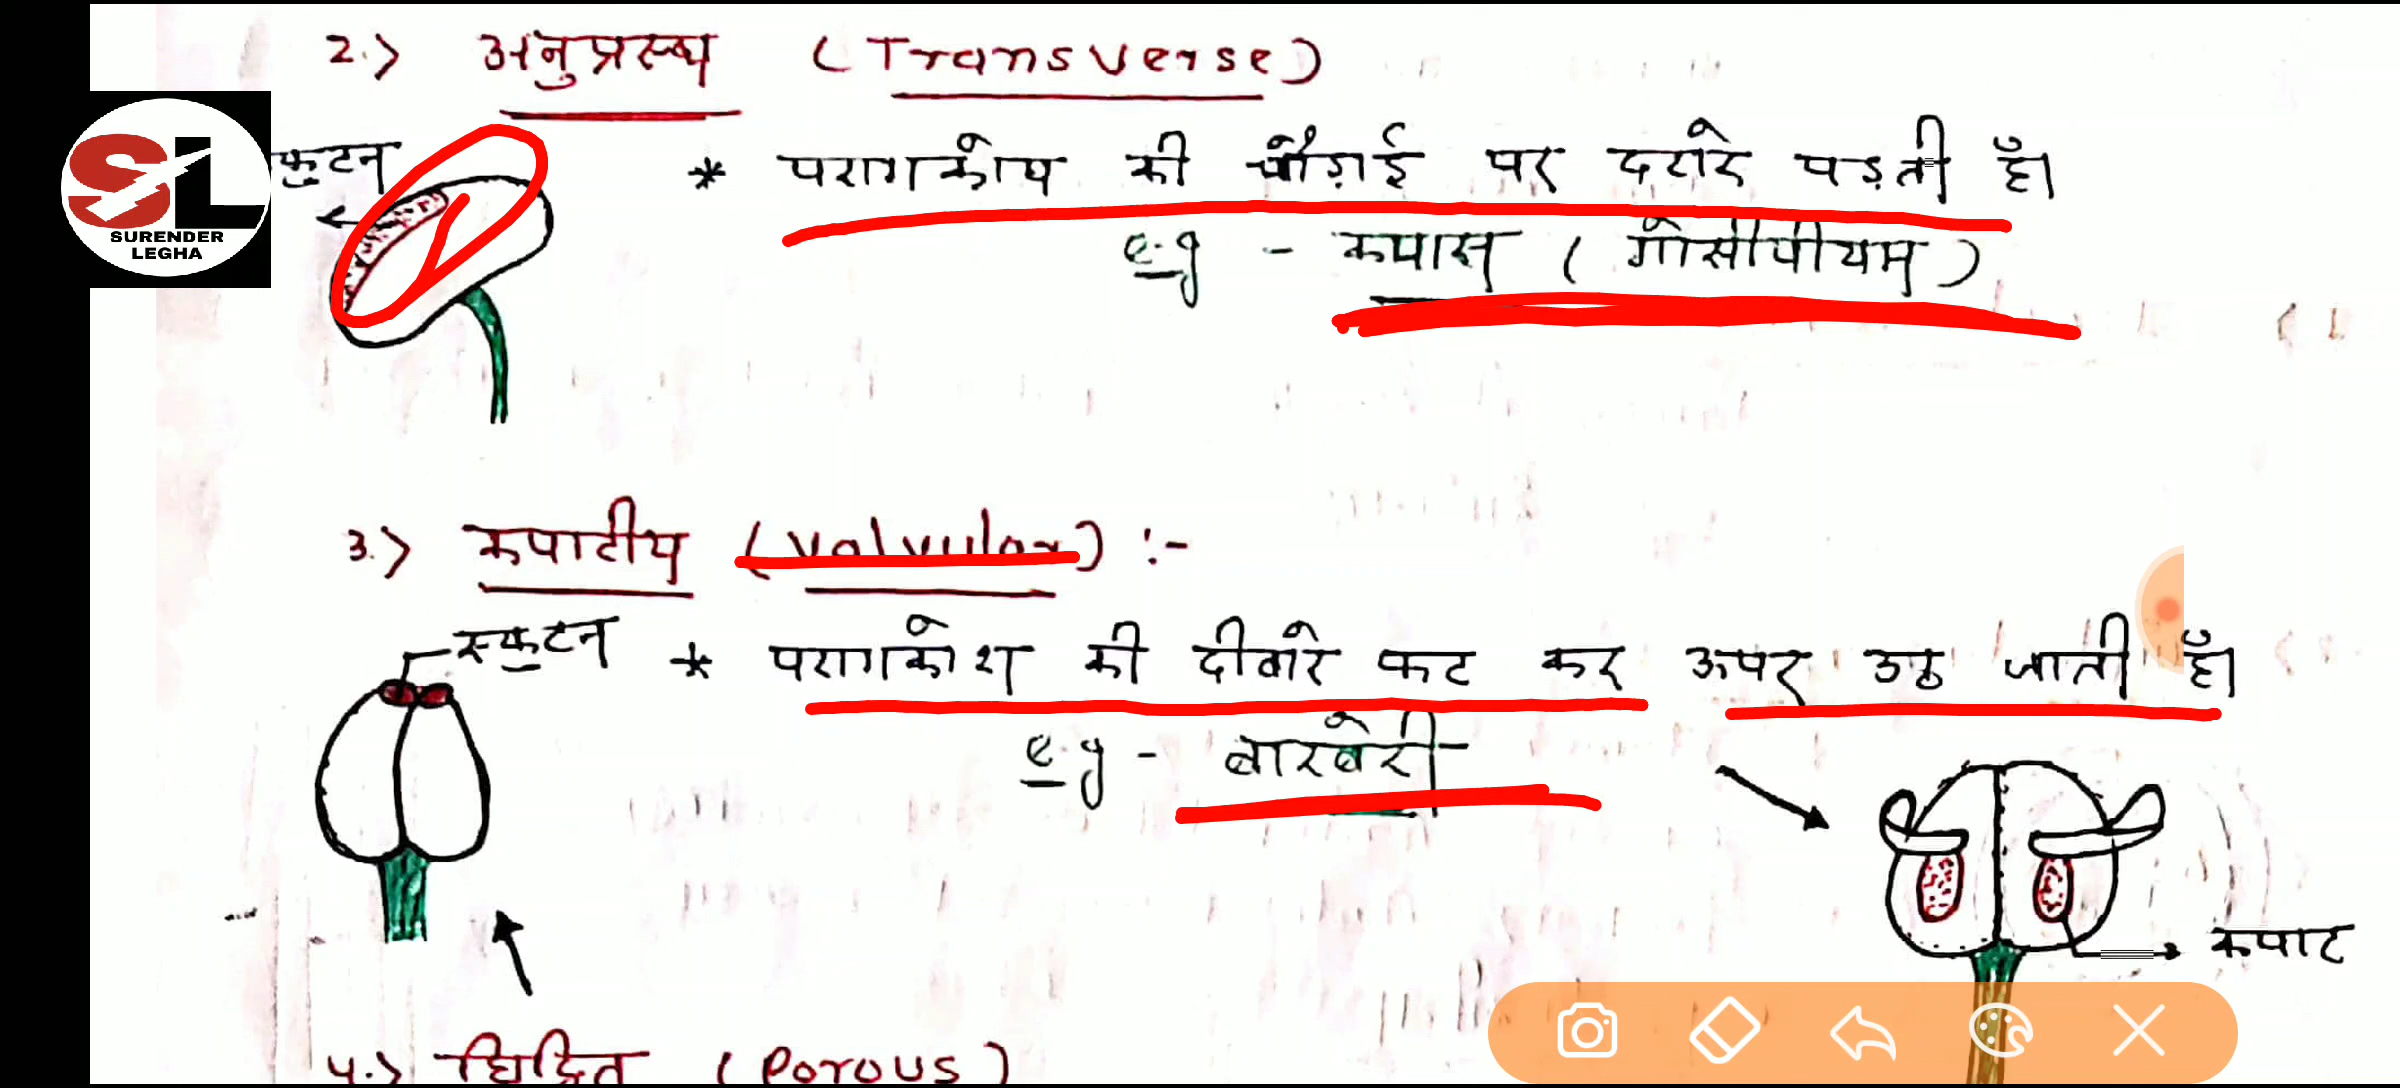 2.> अनुप्रस्थ (Transverse)
SL
SURENDER
LEGHA
स्फुटन
* परागकोष की चौड़ाई पर दरारे पड़ती हैं।
e.g - कपास (गोसीपीयम)
3.> कपाटीय (Valvular) :-
स्फुटन
* परागकोश की दीवारे फट कर ऊपर उठ जाती हैं।
e.g - बारबेरी
कपाट
4.> छिद्रित (Porous)